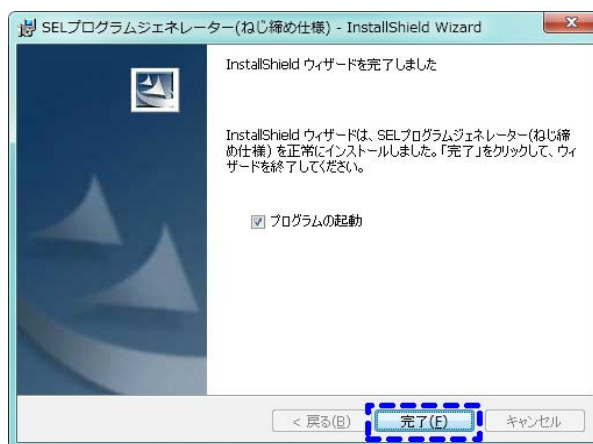 SELプログラムジェネレーター(ねじ締め仕様) - InstallShield Wizard
InstallShield ウィザードを完了しました
InstallShield ウィザードは、SELプログラムジェネレーター(ねじ締
め仕様) を正常にインストールしました。「完了」をクリックして、ウィ
ザードを終了してください。
プログラムの起動
< 戻る(B)
完了(F)
キャンセル